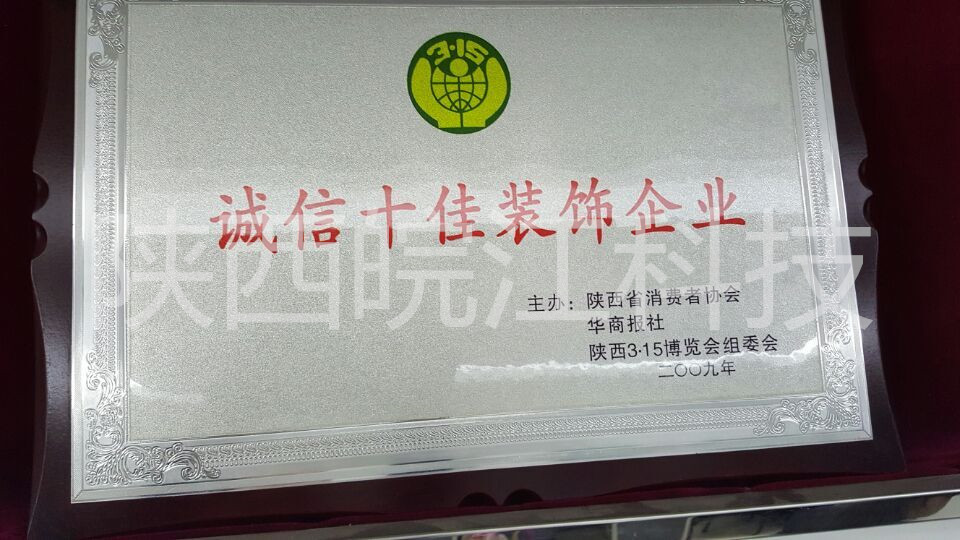 3·15
诚信十佳装饰企业
陕西皖江科技
主办：陕西省消费者协会
华商报社
陕西3·15博览会组委会
二〇〇九年